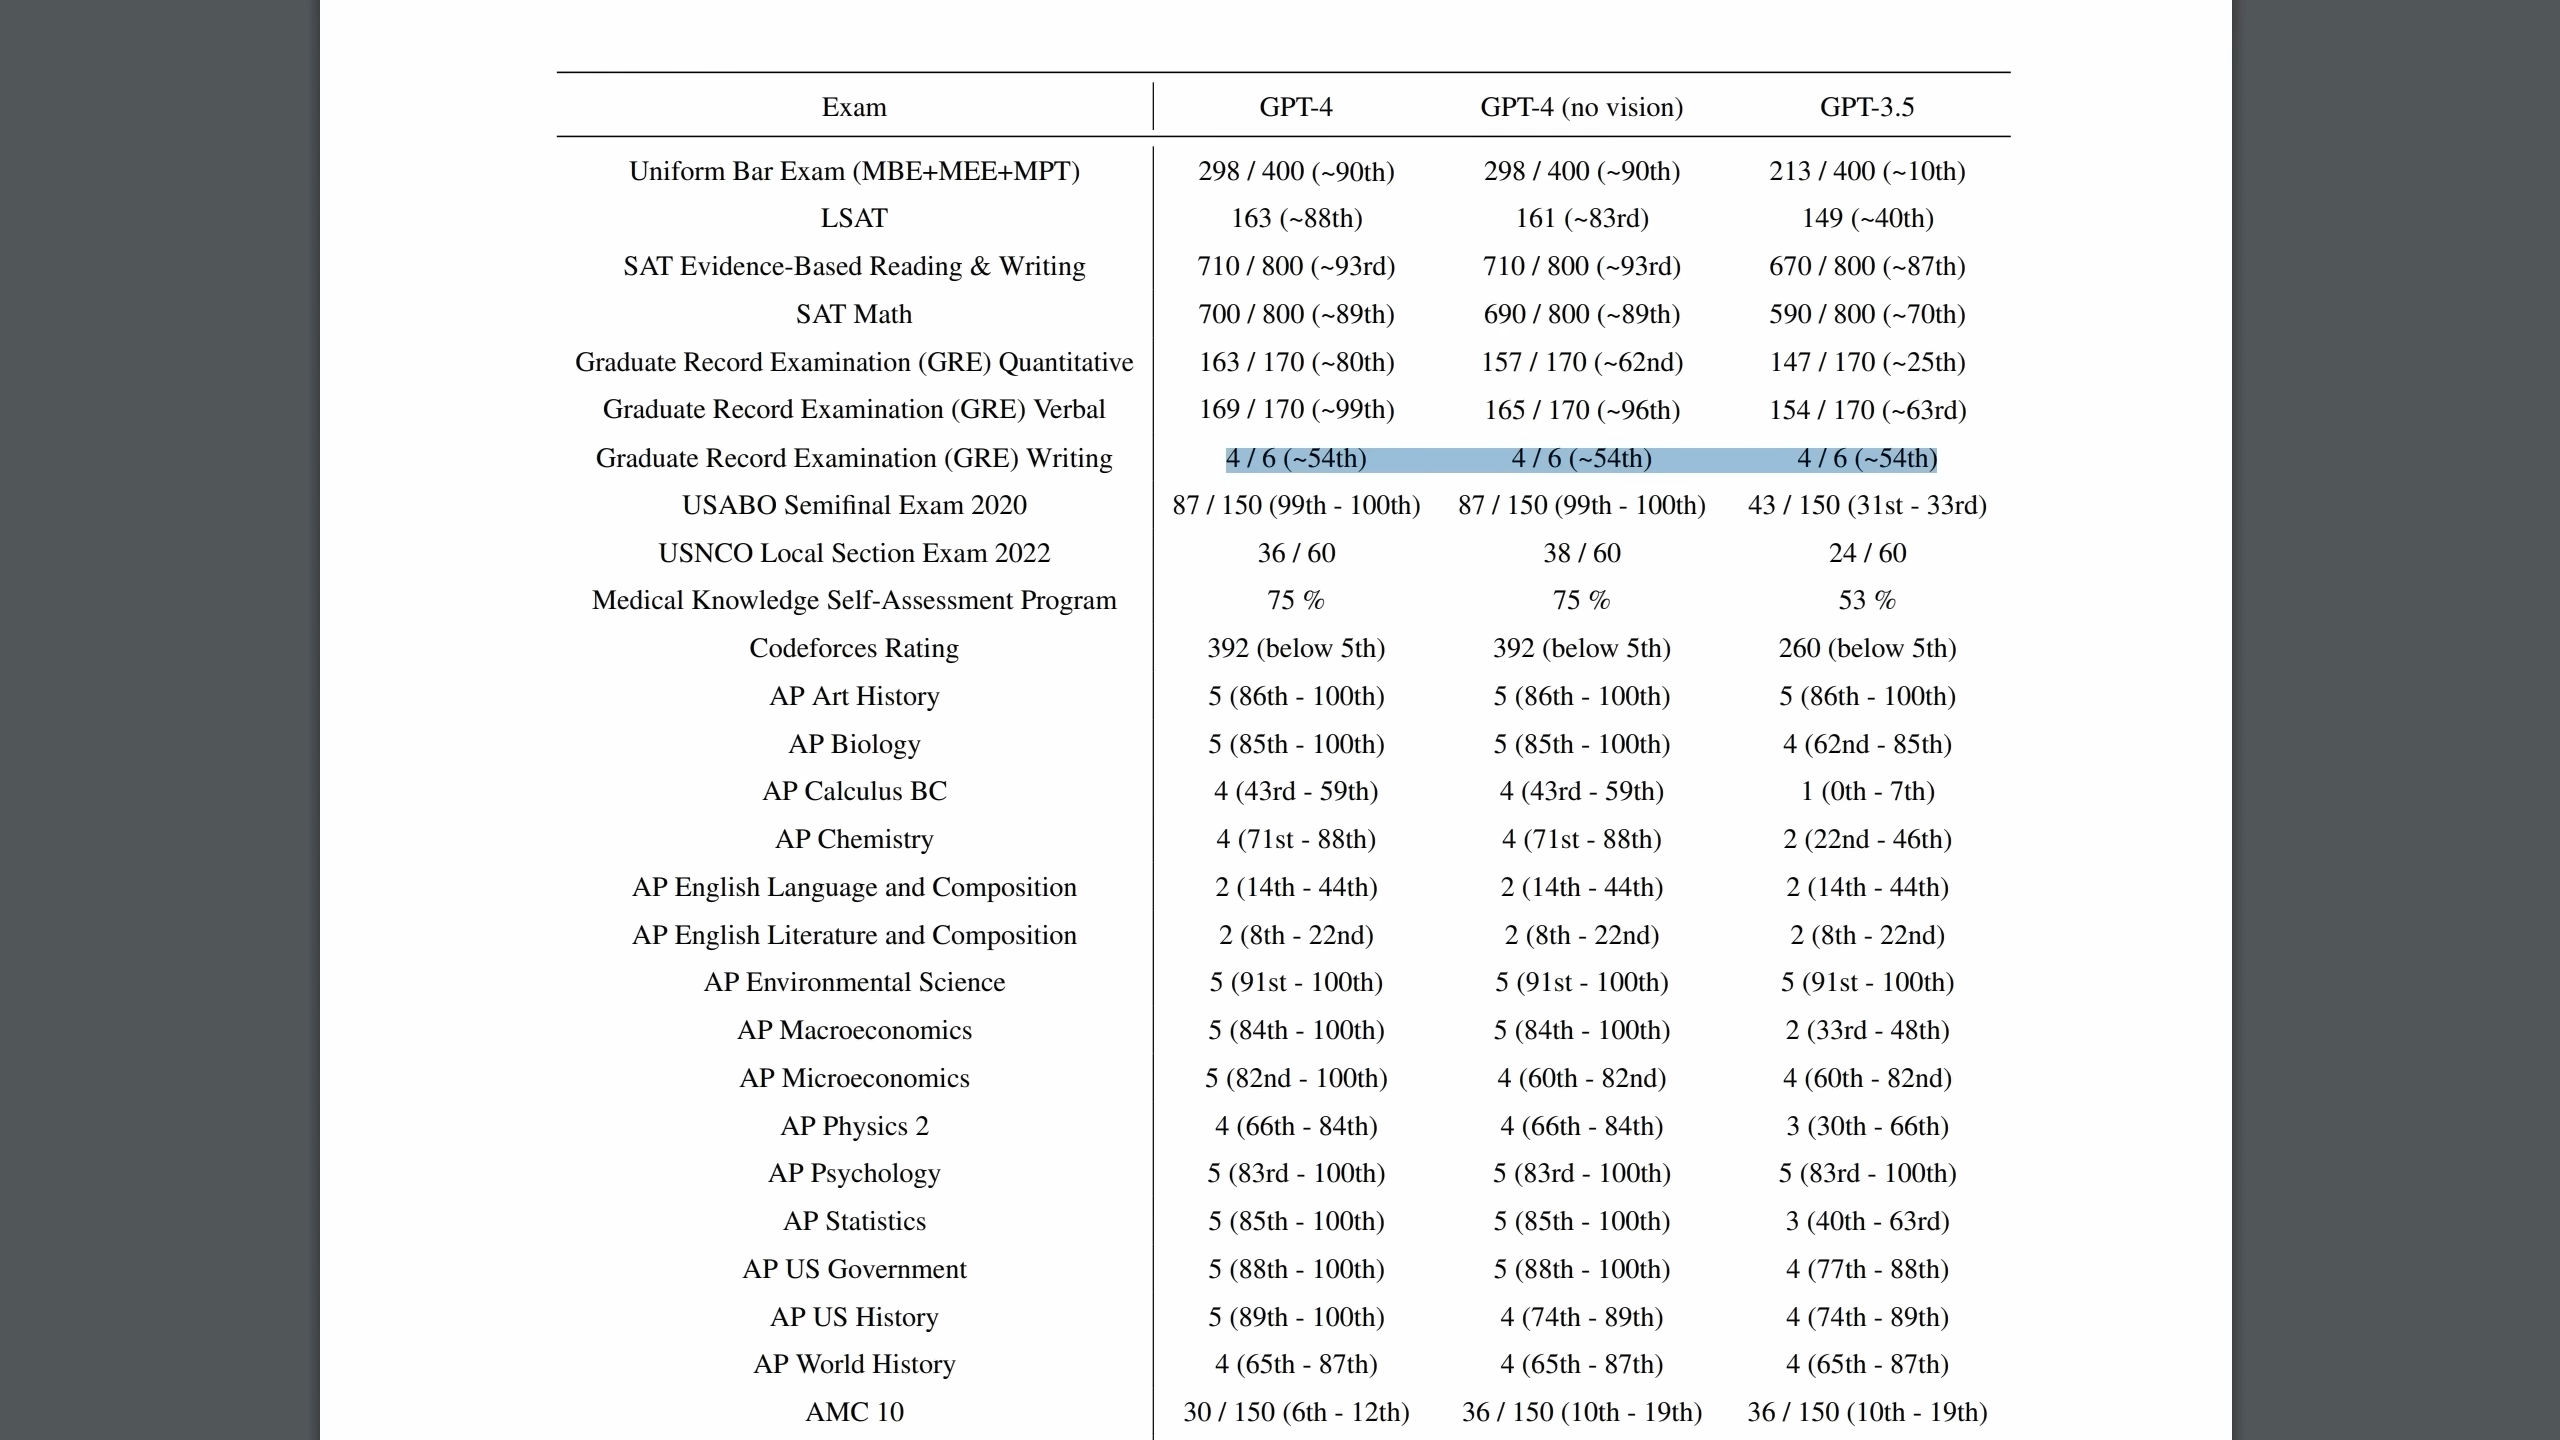 Exam GPT-4 GPT-4 (no vision) GPT-3.5
Uniform Bar Exam (MBE+MEE+MPT) 298 / 400 (~90th) 298 / 400 (~90th) 213 / 400 (~10th)
LSAT 163 (~88th) 161 (~83rd) 149 (~40th)
SAT Evidence-Based Reading & Writing 710 / 800 (~93rd) 710 / 800 (~93rd) 670 / 800 (~87th)
SAT Math 700 / 800 (~89th) 690 / 800 (~89th) 590 / 800 (~70th)
Graduate Record Examination (GRE) Quantitative 163 / 170 (~80th) 157 / 170 (~62nd) 147 / 170 (~25th)
Graduate Record Examination (GRE) Verbal 169 / 170 (~99th) 165 / 170 (~96th) 154 / 170 (~63rd)
Graduate Record Examination (GRE) Writing 4 / 6 (~54th) 4 / 6 (~54th) 4 / 6 (~54th)
USABO Semifinal Exam 2020 87 / 150 (99th - 100th) 87 / 150 (99th - 100th) 43 / 150 (31st - 33rd)
USNCO Local Section Exam 2022 36 / 60 38 / 60 24 / 60
Medical Knowledge Self-Assessment Program 75 % 75 % 53 %
Codeforces Rating 392 (below 5th) 392 (below 5th) 260 (below 5th)
AP Art History 5 (86th - 100th) 5 (86th - 100th) 5 (86th - 100th)
AP Biology 5 (85th - 100th) 5 (85th - 100th) 4 (62nd - 85th)
AP Calculus BC 4 (43rd - 59th) 4 (43rd - 59th) 1 (0th - 7th)
AP Chemistry 4 (71st - 88th) 4 (71st - 88th) 2 (22nd - 46th)
AP English Language and Composition 2 (14th - 44th) 2 (14th - 44th) 2 (14th - 44th)
AP English Literature and Composition 2 (8th - 22nd) 2 (8th - 22nd) 2 (8th - 22nd)
AP Environmental Science 5 (91st - 100th) 5 (91st - 100th) 5 (91st - 100th)
AP Macroeconomics 5 (84th - 100th) 5 (84th - 100th) 2 (33rd - 48th)
AP Microeconomics 5 (82nd - 100th) 4 (60th - 82nd) 4 (60th - 82nd)
AP Physics 2 4 (66th - 84th) 4 (66th - 84th) 3 (30th - 66th)
AP Psychology 5 (83rd - 100th) 5 (83rd - 100th) 5 (83rd - 100th)
AP Statistics 5 (85th - 100th) 5 (85th - 100th) 3 (40th - 63rd)
AP US Government 5 (88th - 100th) 5 (88th - 100th) 4 (77th - 88th)
AP US History 5 (89th - 100th) 4 (74th - 89th) 4 (74th - 89th)
AP World History 4 (65th - 87th) 4 (65th - 87th) 4 (65th - 87th)
AMC 10 30 / 150 (6th - 12th) 36 / 150 (10th - 19th) 36 / 150 (10th - 19th)